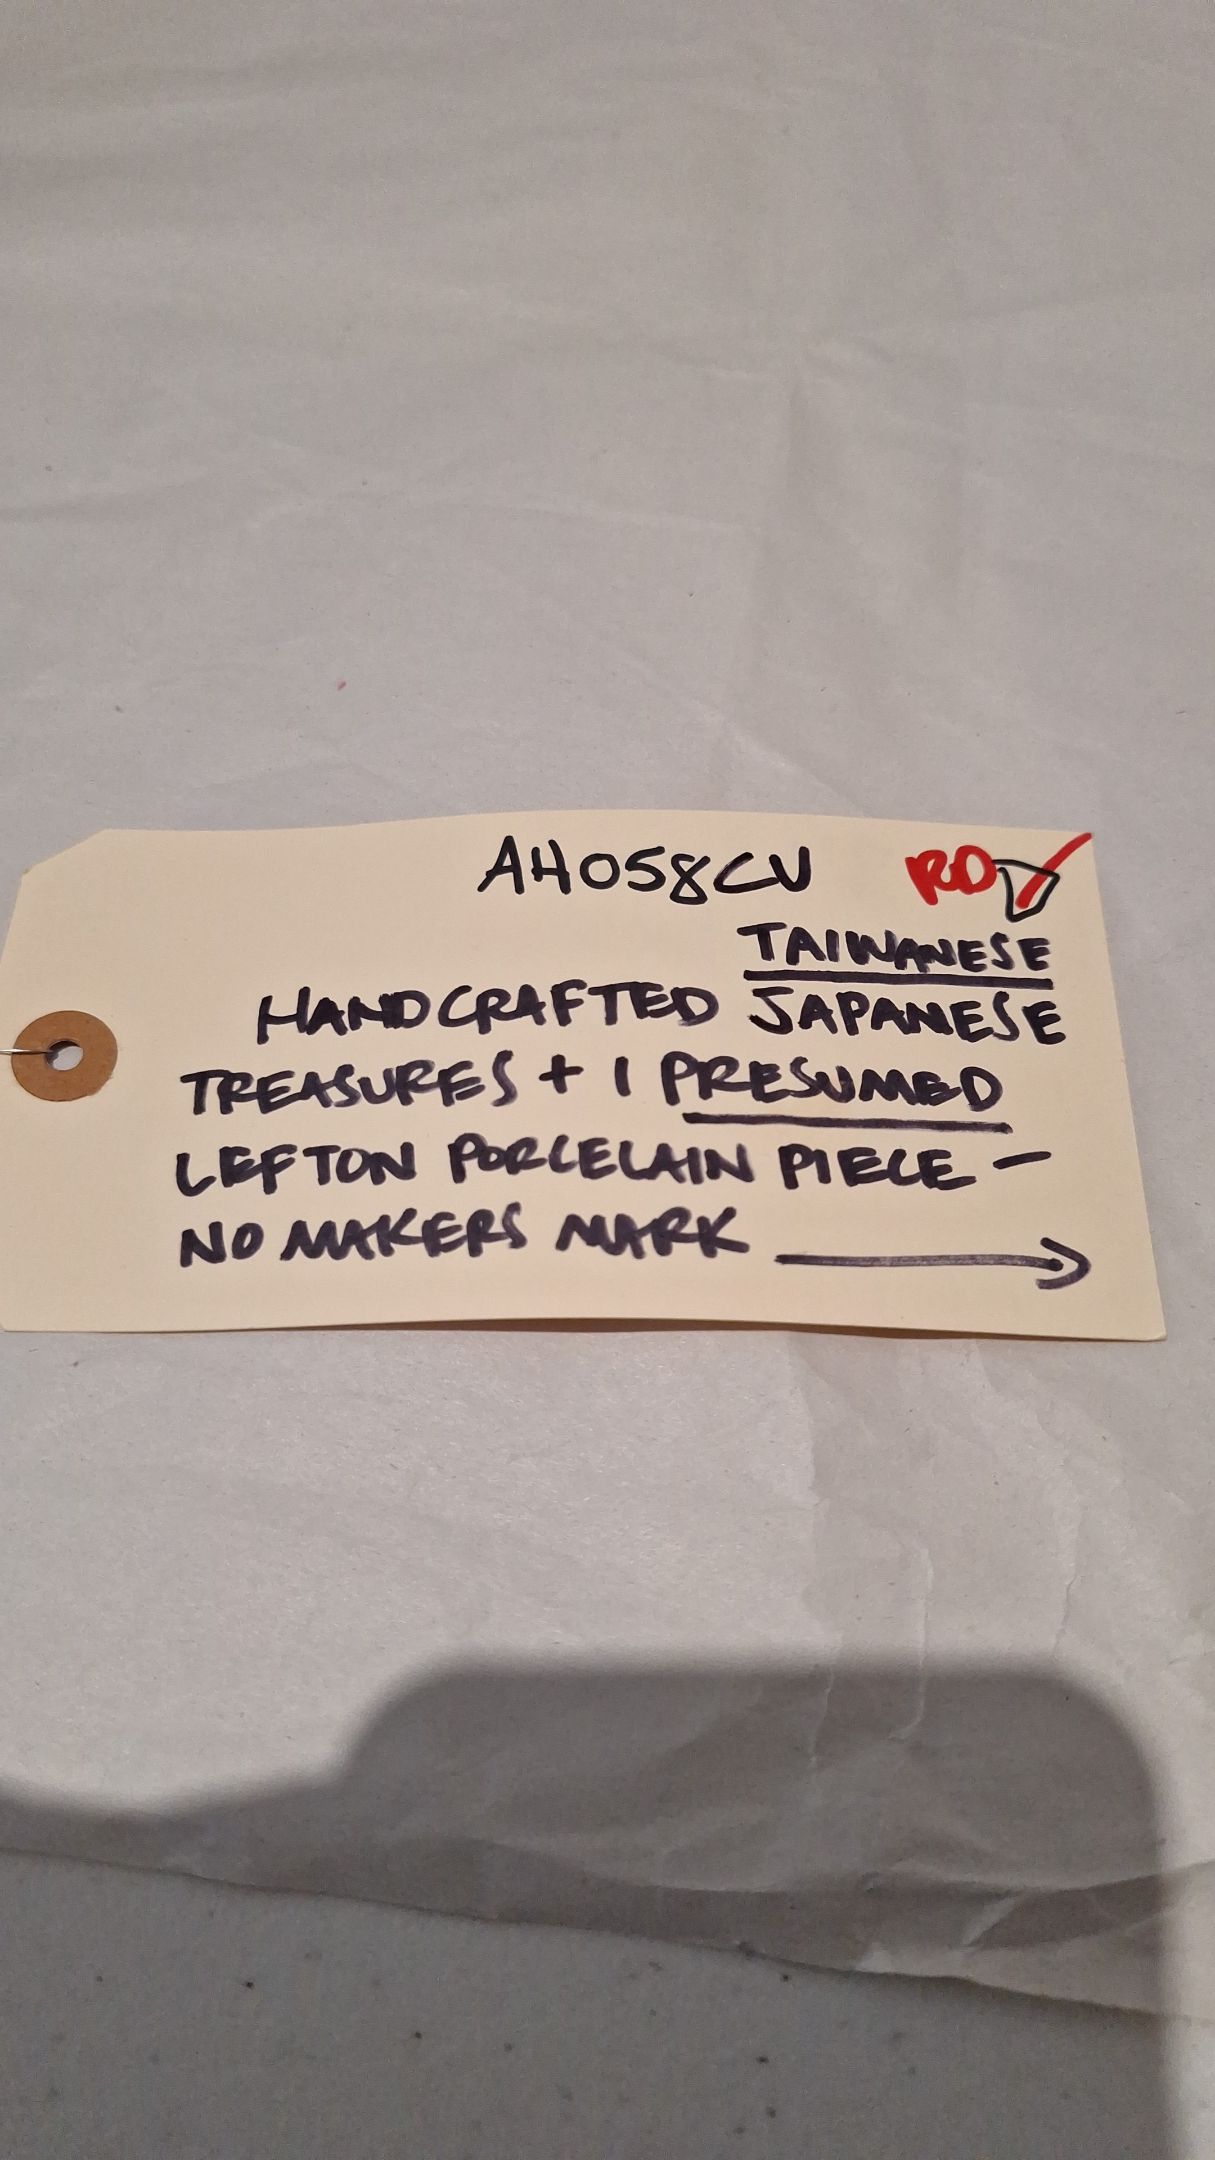 AH058CV RD
TAIWANESE
HANDCRAFTED JAPANESE
TREASURES + 1 PRESUMED
LEFTON PORCELAIN PIECE –
NO MAKERS MARK →